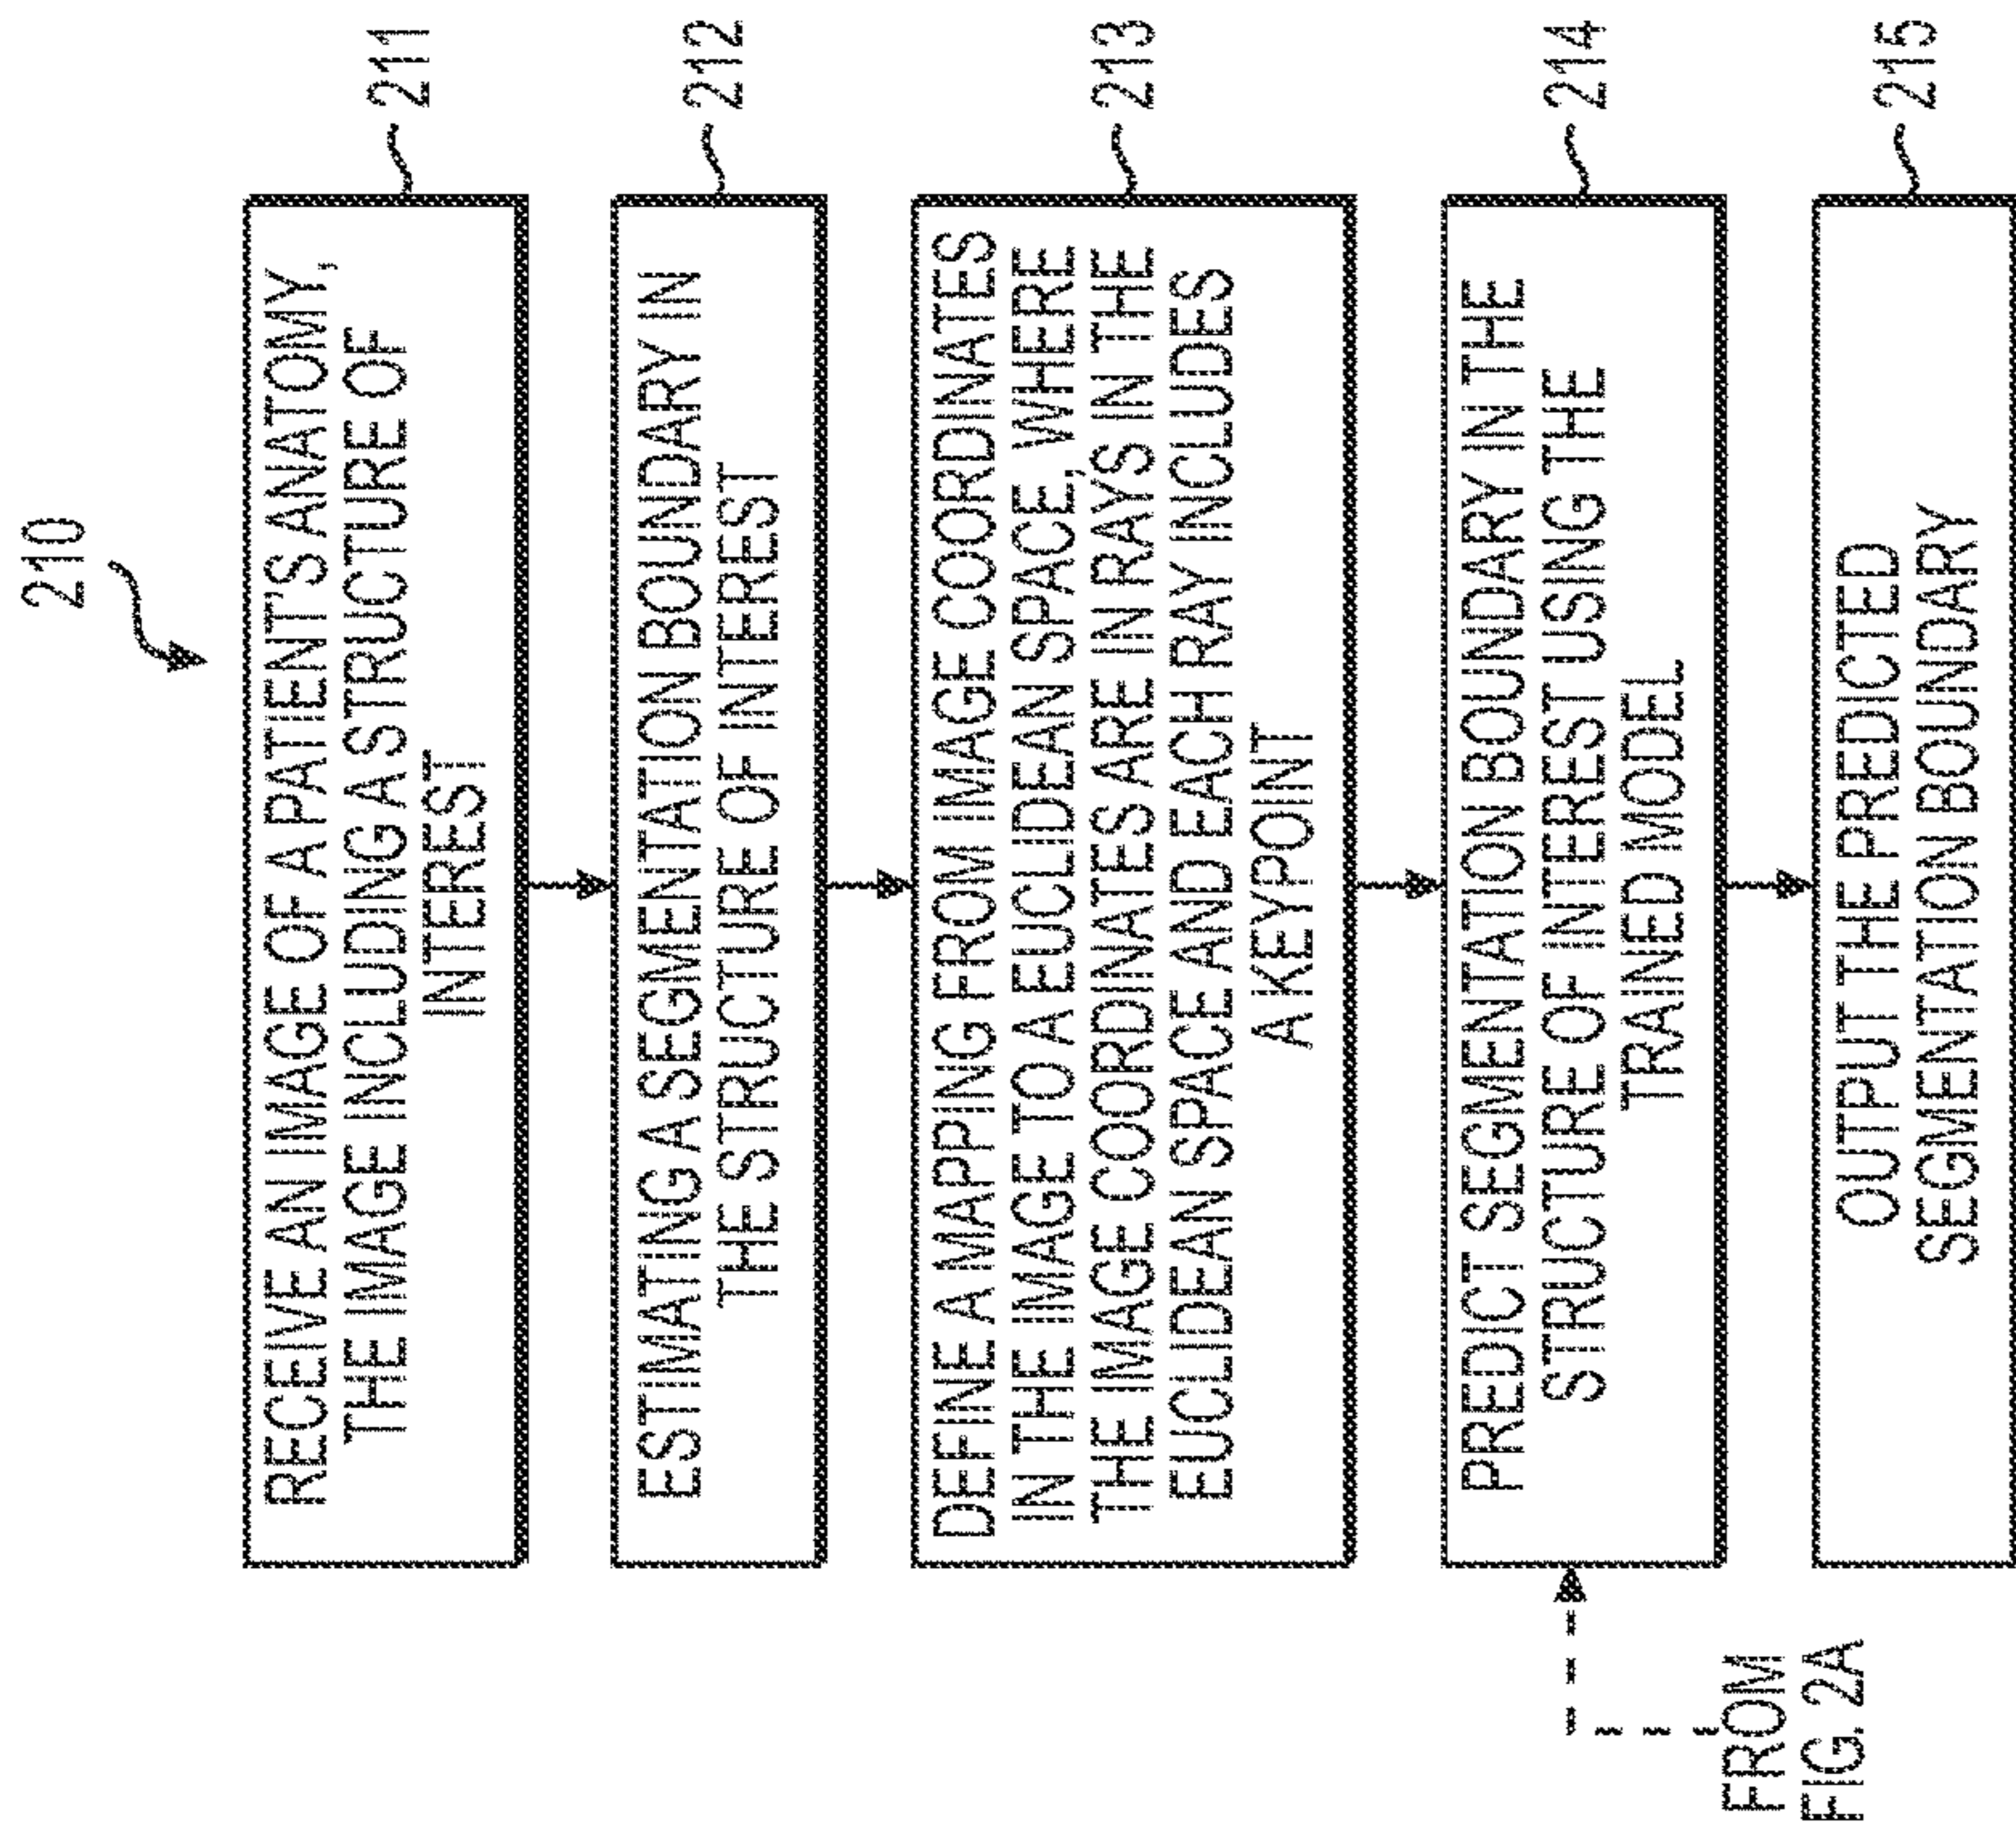 210
RECEIVE AN IMAGE OF A PATIENT'S ANATOMY,
THE IMAGE INCLUDING A STRUCTURE OF
INTEREST
211
ESTIMATING A SEGMENTATION BOUNDARY IN
THE STRUCTURE OF INTEREST
212
DEFINE A MAPPING FROM IMAGE COORDINATES
IN THE IMAGE TO A EUCLIDEAN SPACE, WHERE
THE IMAGE COORDINATES ARE IN RAYS IN THE
EUCLIDEAN SPACE AND EACH RAY INCLUDES
A KEYPOINT
213
PREDICT SEGMENTATION BOUNDARY IN THE
STRUCTURE OF INTEREST USING THE
TRAINED MODEL
214
FROM
FIG. 2A
OUTPUT THE PREDICTED
SEGMENTATION BOUNDARY
215